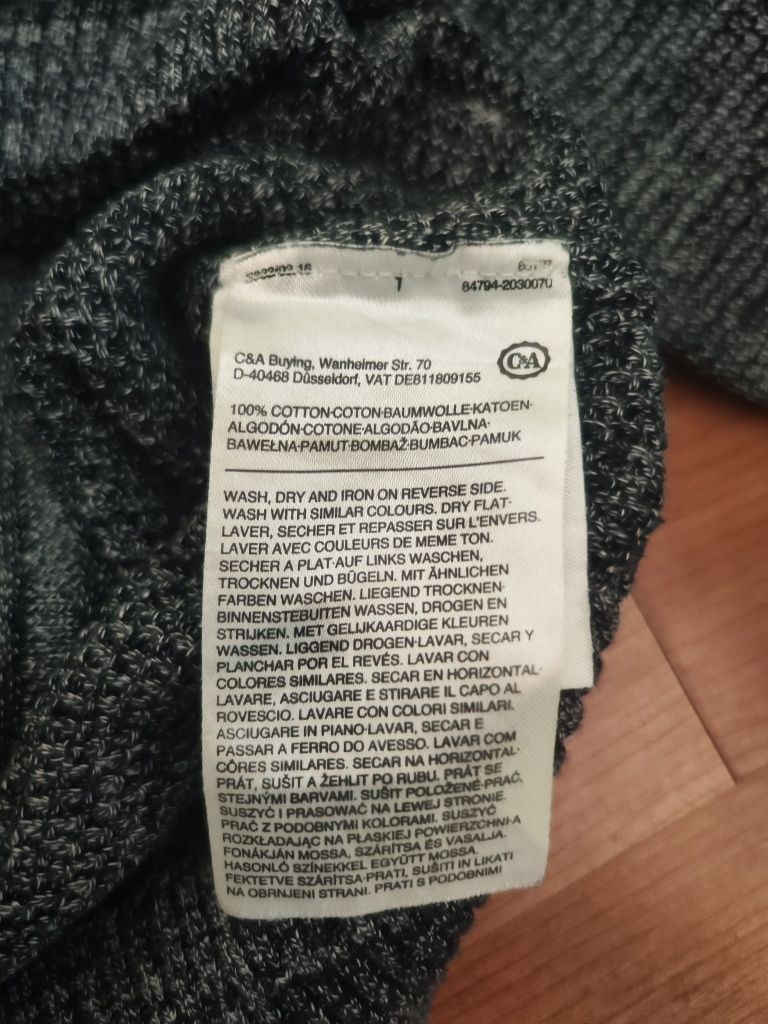 1
84794-2030070
C&A Buying, Wanheimer Str. 70
D-40468 Düsseldorf, VAT DE811809155
C&A
100% COTTON·COTON·BAUMWOLLE·KATOEN·
ALGODÓN·COTONE·ALGODÃO·BAVLNA·
BAWEŁNA·PAMUT·BOMBAŽ·BUMBAC·PAMUK
WASH, DRY AND IRON ON REVERSE SIDE.
WASH WITH SIMILAR COLOURS. DRY FLAT·
LAVER, SECHER ET REPASSER SUR L'ENVERS.
LAVER AVEC COULEURS DE MEME TON.
SECHER A PLAT·AUF LINKS WASCHEN,
TROCKNEN UND BÜGELN. MIT ÄHNLICHEN
FARBEN WASCHEN. LIEGEND TROCKNEN·
BINNENSTEBUITEN WASSEN, DROGEN EN
STRIJKEN. MET GELIJKAARDIGE KLEUREN
WASSEN. LIGGEND DROGEN·LAVAR, SECAR Y
PLANCHAR POR EL REVÉS. LAVAR CON
COLORES SIMILARES. SECAR EN HORIZONTAL·
LAVARE, ASCIUGARE E STIRARE IL CAPO AL
ROVESCIO. LAVARE CON COLORI SIMILARI.
ASCIUGARE IN PIANO·LAVAR, SECAR E
PASSAR A FERRO DO AVESSO. LAVAR COM
CÔRES SIMILARES. SECAR NA HORIZONTAL·
PRÁT, SUŠIT A ŽEHLIT PO RUBU. PRÁT SE
STEJNÝMI BARVAMI. SUŠIT POLOŽENÉ·PRAĆ,
SUSZYĆ I PRASOWAĆ NA LEWEJ STRONIE.
PRAĆ Z PODOBNYMI KOLORAMI. SUSZYĆ
ROZKŁADAJĄC NA PŁASKIEJ POWIERZCHNI·A
FONÁKJÁN MOSSA, SZÁRÍTSA ÉS VASALJA.
HASONLÓ SZÍNEKKEL EGYÜTT MOSSA.
FEKTETVE SZÁRÍTSA·PRATI, SUŠITI IN LIKATI
NA OBRNJENI STRANI. PRATI S PODOBNIMI